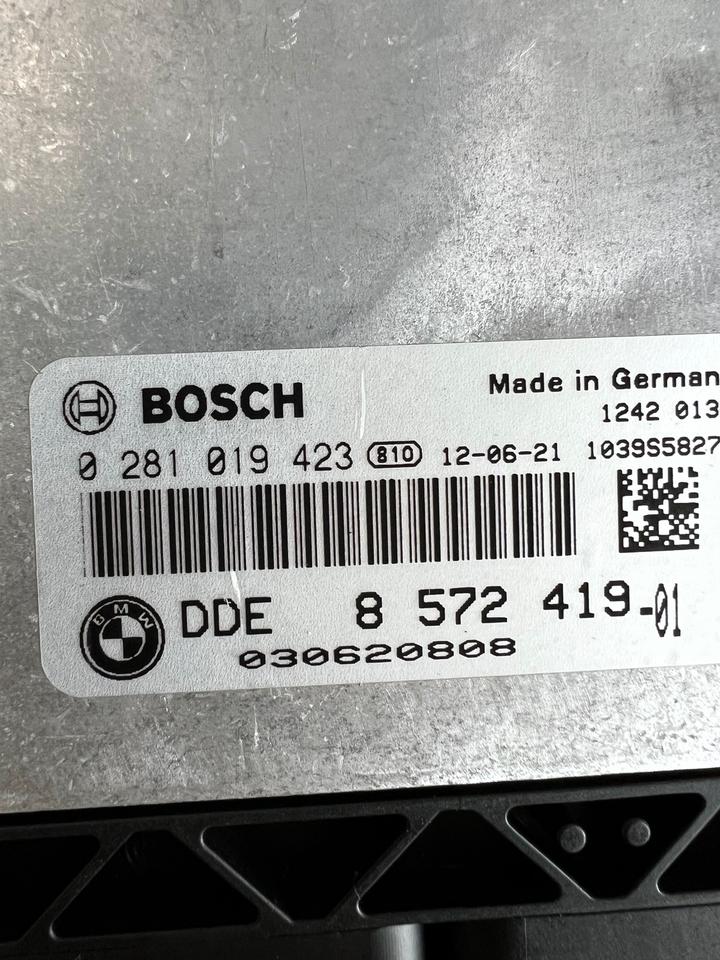 BOSCH
Made in German
1242 013
0 281 019 423 810 12-06-21 1039S5827
BMW
DDE 8 572 419-01
030620808